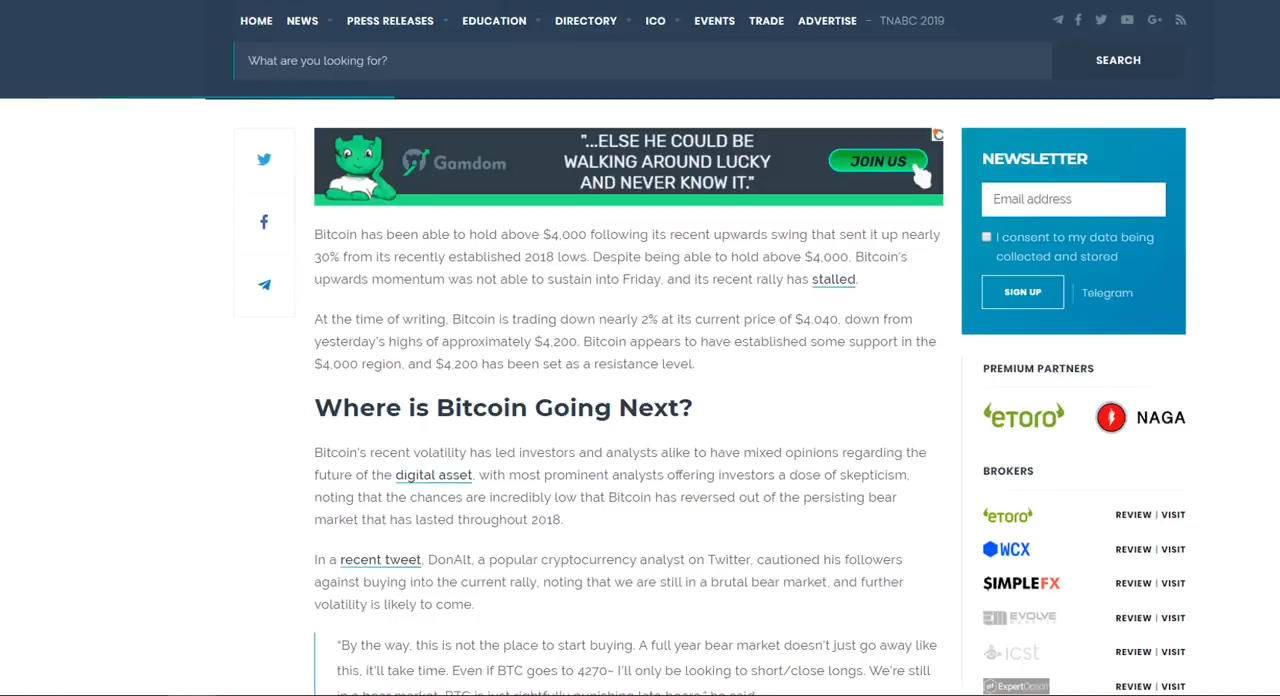 HOME NEWS PRESS RELEASES EDUCATION DIRECTORY ICO EVENTS TRADE ADVERTISE TNABC 2019
What are you looking for?
SEARCH
Gamdom
"...ELSE HE COULD BE
WALKING AROUND LUCKY
AND NEVER KNOW IT."
JOIN US
Bitcoin has been able to hold above $4,000 following its recent upwards swing that sent it up nearly
30% from its recently established 2018 lows. Despite being able to hold above $4,000, Bitcoin's
upwards momentum was not able to sustain into Friday, and its recent rally has stalled.
At the time of writing, Bitcoin is trading down nearly 2% at its current price of $4,040, down from
yesterday's highs of approximately $4,200. Bitcoin appears to have established some support in the
$4,000 region, and $4,200 has been set as a resistance level.
Where is Bitcoin Going Next?
Bitcoin's recent volatility has led investors and analysts alike to have mixed opinions regarding the
future of the digital asset, with most prominent analysts offering investors a dose of skepticism,
noting that the chances are incredibly low that Bitcoin has reversed out of the persisting bear
market that has lasted throughout 2018.
In a recent tweet, DonAlt, a popular cryptocurrency analyst on Twitter, cautioned his followers
against buying into the current rally, noting that we are still in a brutal bear market, and further
volatility is likely to come.
“By the way, this is not the place to start buying. A full year bear market doesn't just go away like
this, it'll take time. Even if BTC goes to 4270~ I'll only be looking to short/close longs. We're still
in a bear market, BTC is just rightfully punishing late bears,” he said.
NEWSLETTER
Email address
I consent to my data being
collected and stored
SIGN UP
Telegram
PREMIUM PARTNERS
eToro
NAGA
BROKERS
eToro REVIEW | VISIT
WCX REVIEW | VISIT
$IMPLEFX REVIEW | VISIT
EVOLVE REVIEW | VISIT
icst REVIEW | VISIT
ExpertOption REVIEW | VISIT